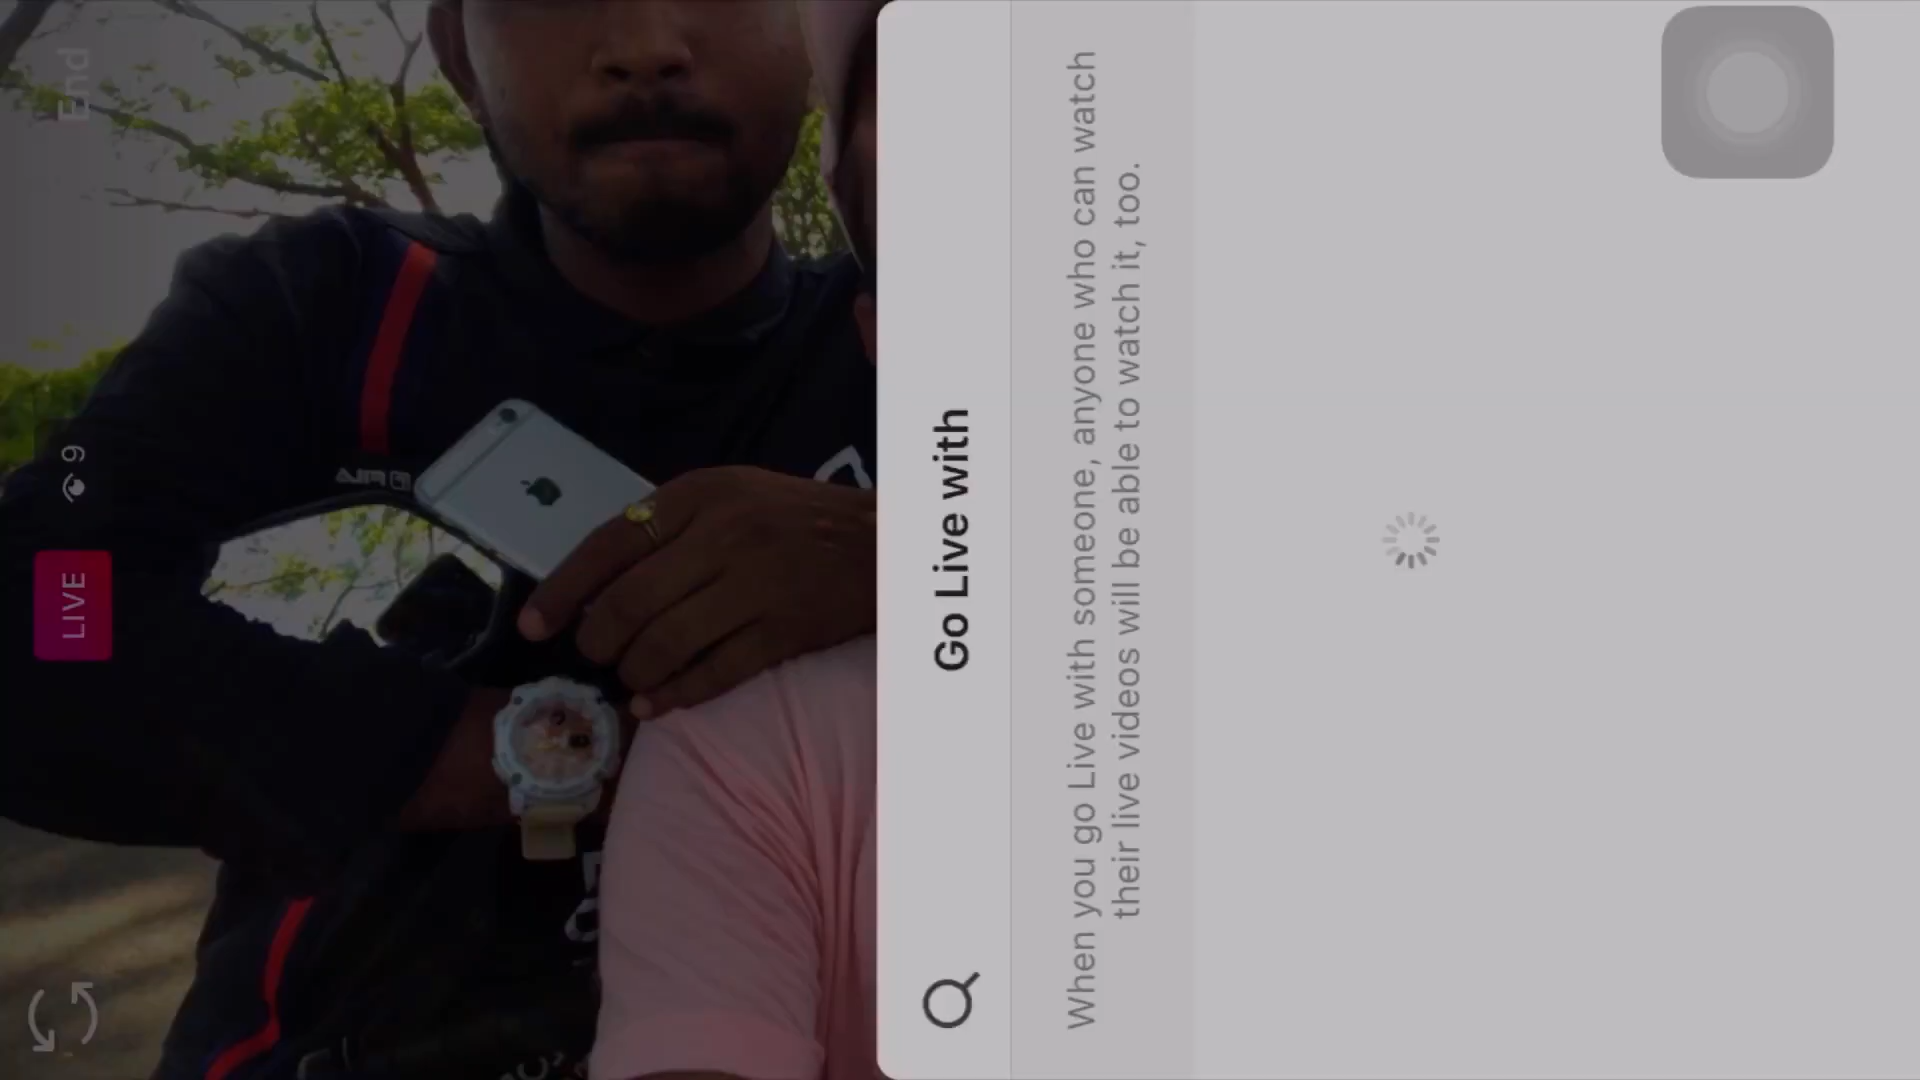 LIVE
9
End
Go Live with
When you go Live with someone, anyone who can watch
their live videos will be able to watch it, too.